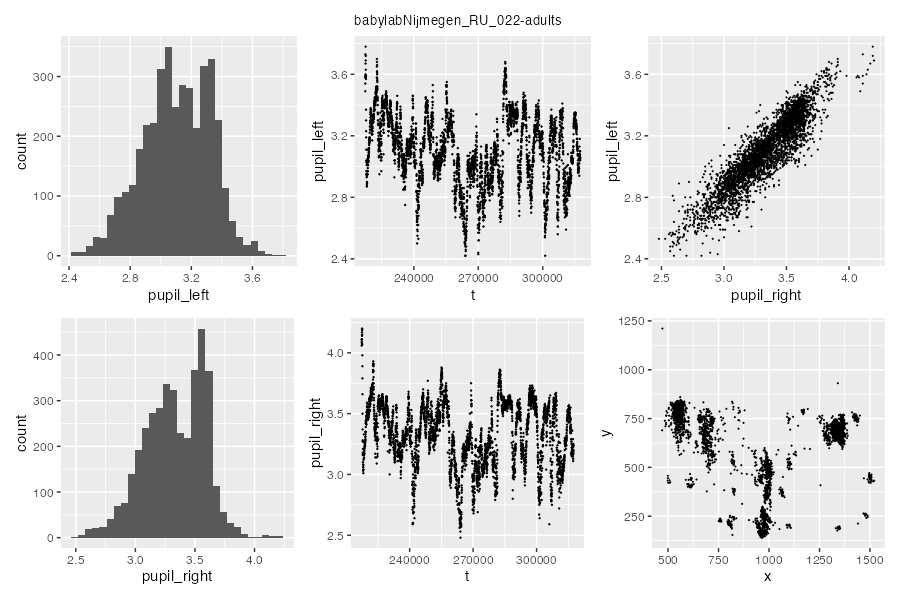 babylabNijmegen_RU_022-adults
count
300
200
100
0
2.4 2.8 3.2 3.6
pupil_left
pupil_left
3.6
3.2
2.8
2.4
240000 270000 300000
t
pupil_left
3.6
3.2
2.8
2.4
2.5 3.0 3.5 4.0
pupil_right
count
400
300
200
100
0
2.5 3.0 3.5 4.0
pupil_right
pupil_right
4.0
3.5
3.0
2.5
240000 270000 300000
t
y
1250
1000
750
500
250
500 750 1000 1250 1500
x